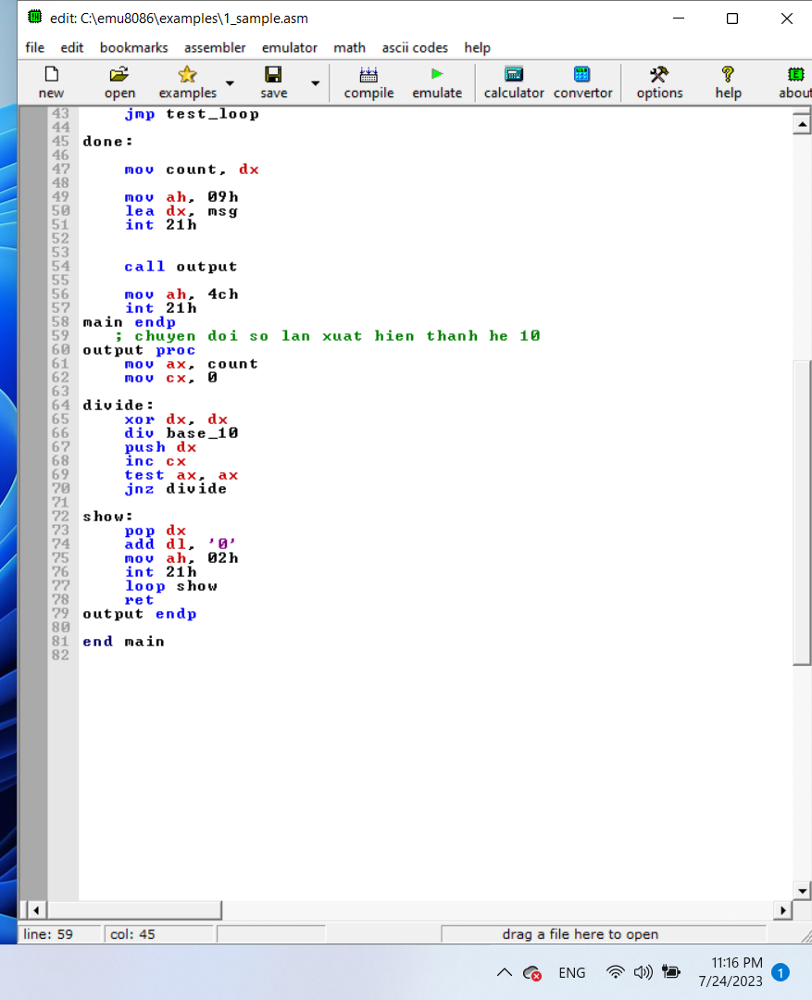 edit: C:\emu8086\examples\1_sample.asm
file edit bookmarks assembler emulator math ascii codes help
new open examples save compile emulate calculator convertor options help about
43 jmp test_loop
44
45 done:
46
47 mov count, dx
48
49 mov ah, 09h
50 lea dx, msg
51 int 21h
52
53
54 call output
55
56 mov ah, 4ch
57 int 21h
58 main endp
59 ; chuyen doi so lan xuat hien thanh he 10
60 output proc
61 mov ax, count
62 mov cx, 0
63
64 divide:
65 xor dx, dx
66 div base_10
67 push dx
68 inc cx
69 test ax, ax
70 jnz divide
71
72 show:
73 pop dx
74 add dl, '0'
75 mov ah, 02h
76 int 21h
77 loop show
78 ret
79 output endp
80
81 end main
82
line: 59 col: 45 drag a file here to open
ENG 11:16 PM
7/24/2023 1